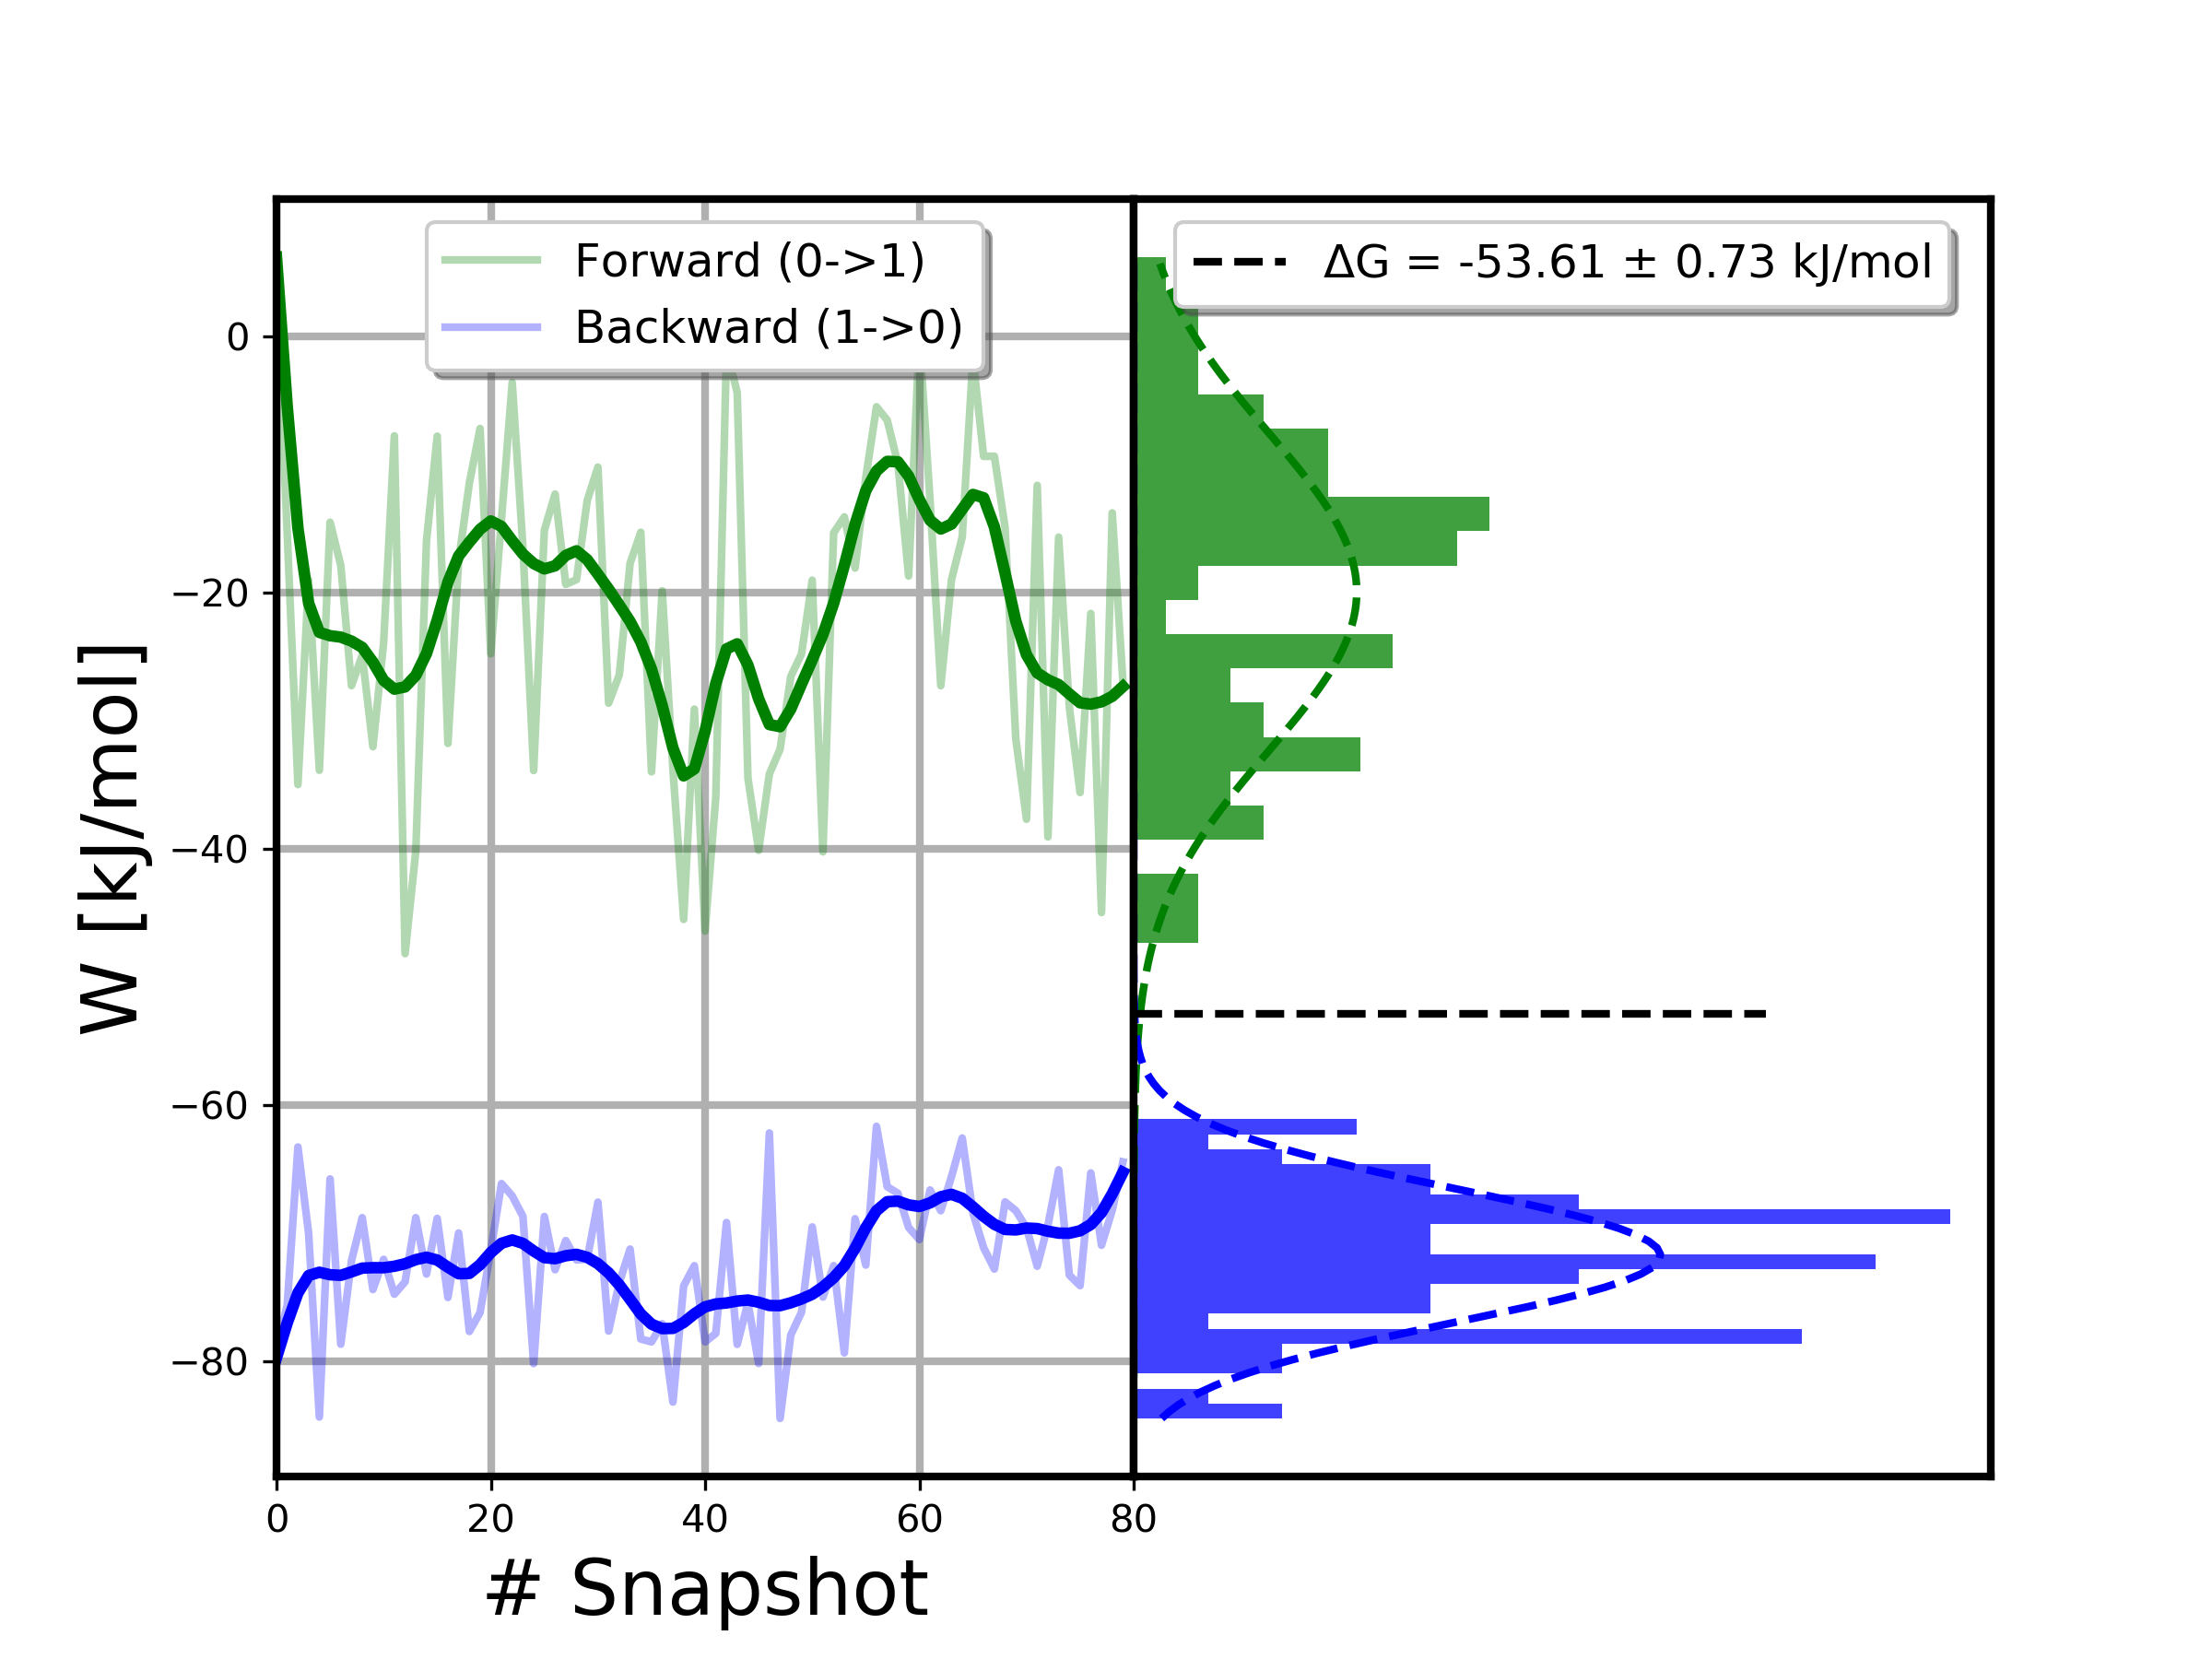 Forward (0->1)
Backward (1->0)
ΔG = -53.61 ± 0.73 kJ/mol
W [kJ/mol]
0
−20
−40
−60
−80
0 20 40 60 80
# Snapshot